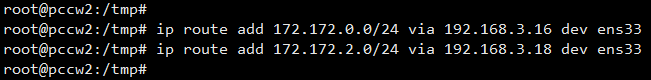 root@pccw2:/tmp#
root@pccw2:/tmp# ip route add 172.172.0.0/24 via 192.168.3.16 dev ens33
root@pccw2:/tmp# ip route add 172.172.2.0/24 via 192.168.3.18 dev ens33
root@pccw2:/tmp#